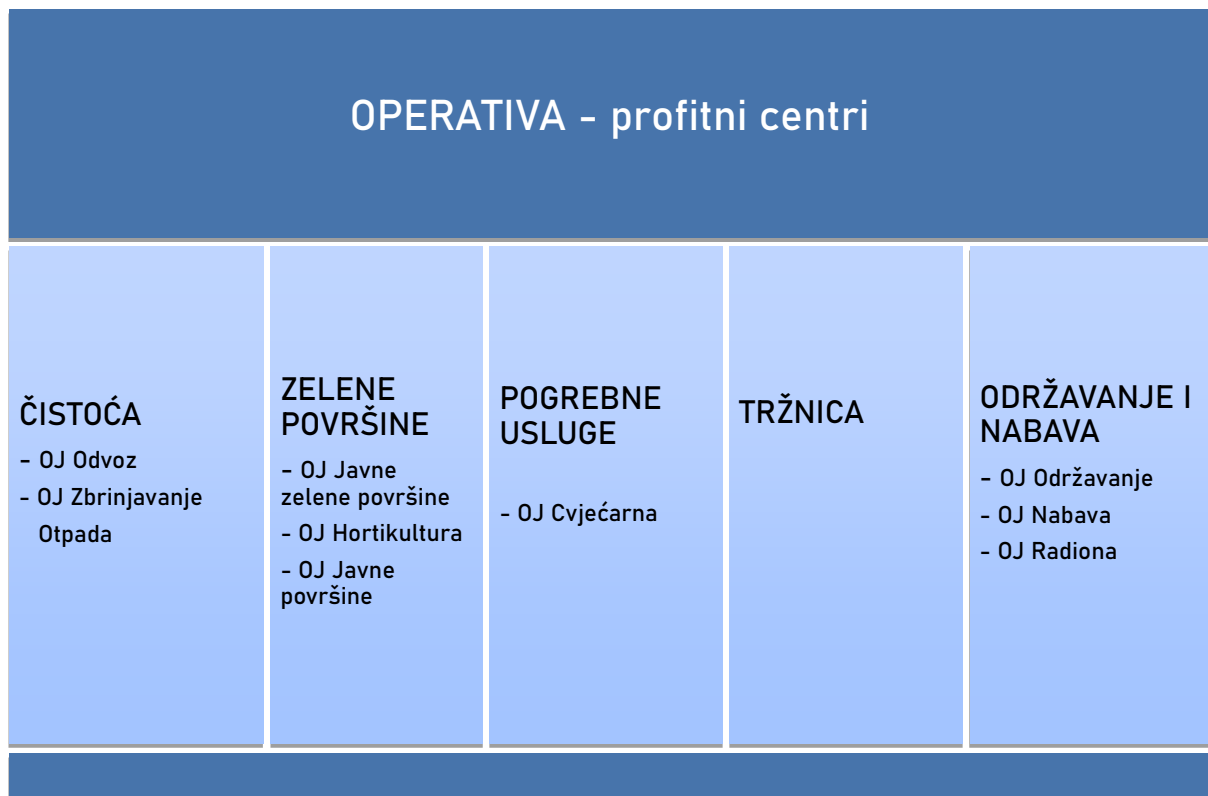 OPERATIVA - profitni centri
ČISTOĆA
- OJ Odvoz
- OJ Zbrinjavanje
Otpada
ZELENE
POVRŠINE
- OJ Javne
zelene površine
- OJ Hortikultura
- OJ Javne
površine
POGREBNE
USLUGE
- OJ Cvjećarna
TRŽNICA
ODRŽAVANJE I
NABAVA
- OJ Održavanje
- OJ Nabava
- OJ Radiona